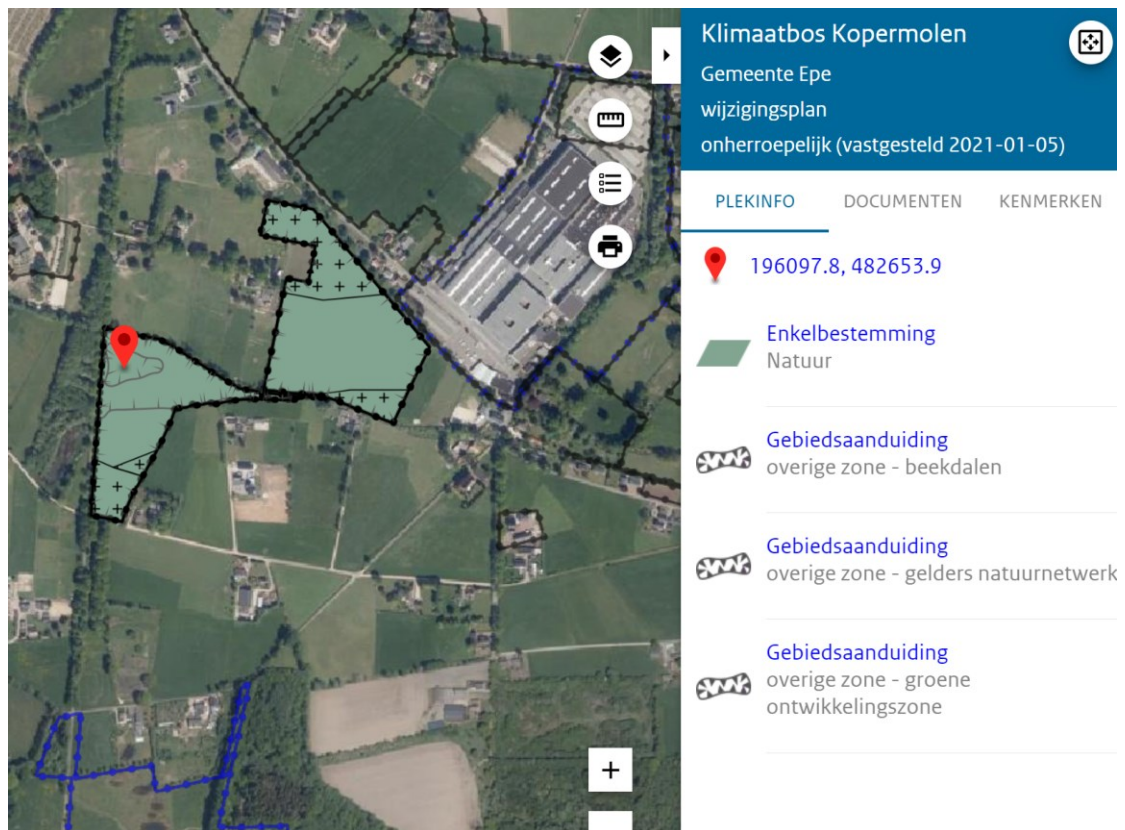 Klimaatbos Kopermolen
Gemeente Epe
wijzigingsplan
onherroepelijk (vastgesteld 2021-01-05)
PLEKINFO DOCUMENTEN KENMERKEN
196097.8, 482653.9
Enkelbestemming
Natuur
Gebiedsaanduiding
overige zone - beekdalen
Gebiedsaanduiding
overige zone - gelders natuurnetwerk
Gebiedsaanduiding
overige zone - groene
ontwikkelingszone